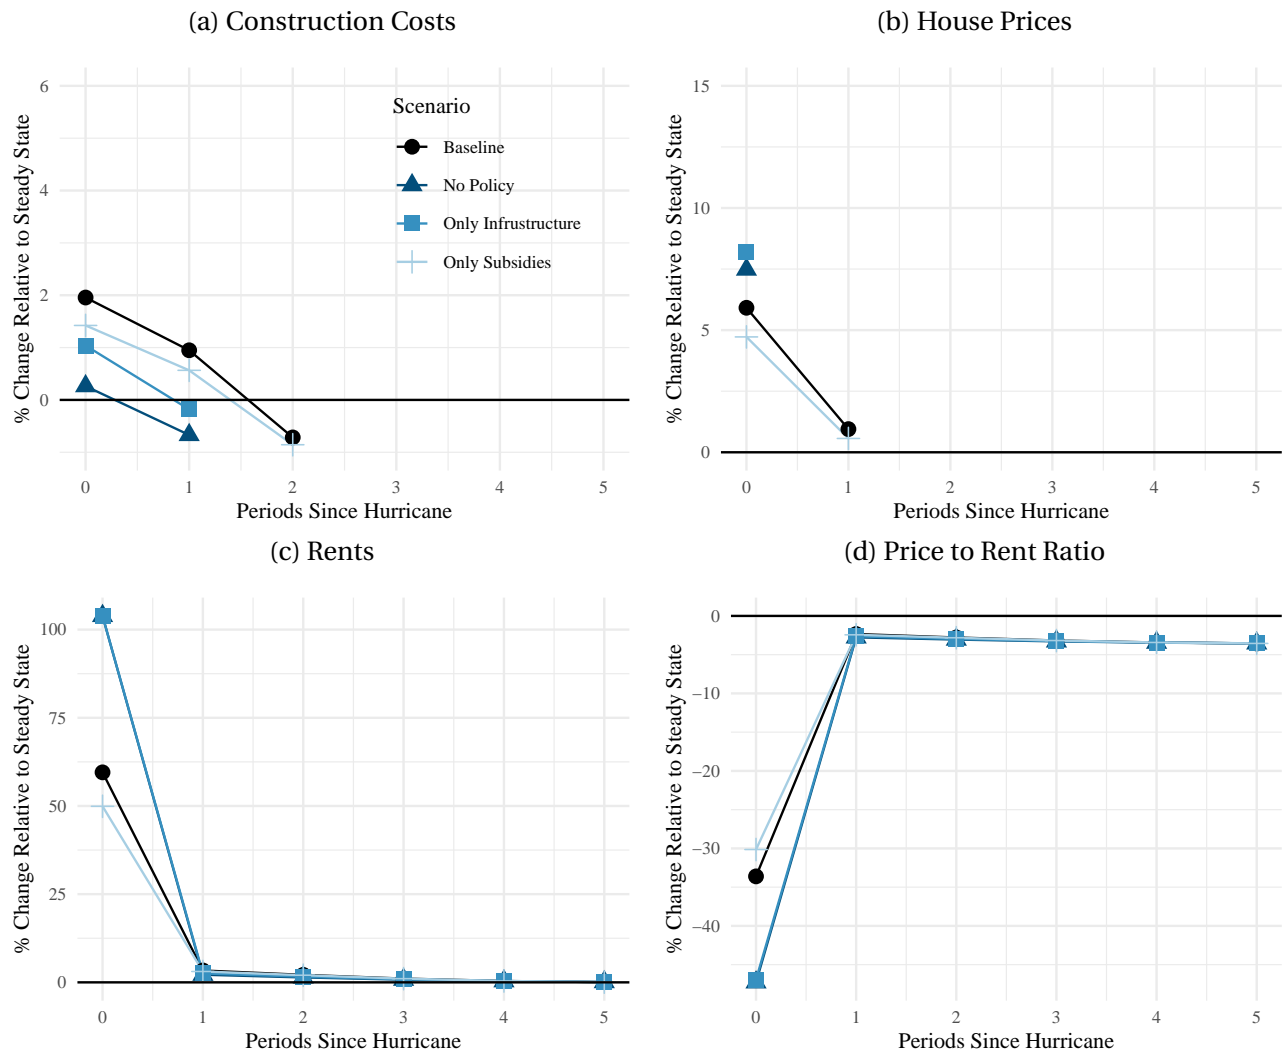 (a) Construction Costs
% Change Relative to Steady State
6
4
2
0
Scenario
Baseline
No Policy
Only Infrustructure
Only Subsidies
0 1 2 3 4 5
Periods Since Hurricane
(b) House Prices
% Change Relative to Steady State
15
10
5
0
0 1 2 3 4 5
Periods Since Hurricane
(c) Rents
% Change Relative to Steady State
100
75
50
25
0
0 1 2 3 4 5
Periods Since Hurricane
(d) Price to Rent Ratio
% Change Relative to Steady State
0
−10
−20
−30
−40
0 1 2 3 4 5
Periods Since Hurricane